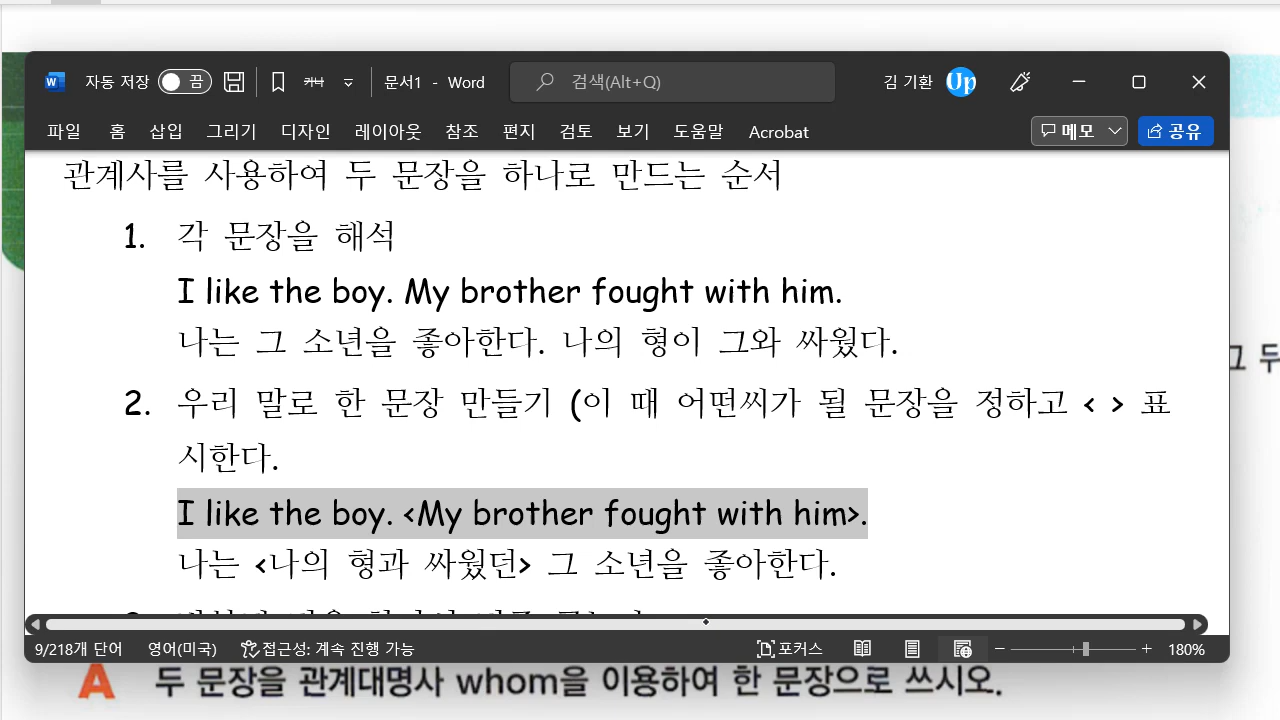 자동 저장 끔 가나 문서1 - Word 검색(Alt+Q) 김 기환 Up
파일 홈 삽입 그리기 디자인 레이아웃 참조 편지 검토 보기 도움말 Acrobat 메모 공유
관계사를 사용하여 두 문장을 하나로 만드는 순서
1. 각 문장을 해석
I like the boy. My brother fought with him.
나는 그 소년을 좋아한다. 나의 형이 그와 싸웠다.
그 두
2. 우리 말로 한 문장 만들기 (이 때 어떤씨가 될 문장을 정하고 < > 표
시한다.
I like the boy. <My brother fought with him>.
나는 <나의 형과 싸웠던> 그 소년을 좋아한다.
9/218개 단어 영어(미국) 접근성: 계속 진행 가능 포커스 180%
A 두 문장을 관계대명사 whom을 이용하여 한 문장으로 쓰시오.